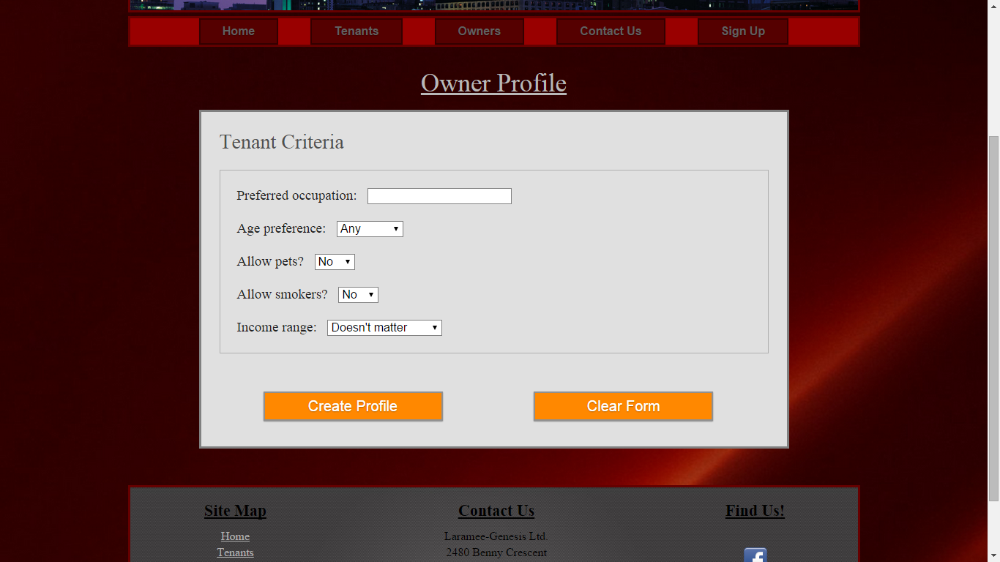 Home Tenants Owners Contact Us Sign Up
Owner Profile
Tenant Criteria
Preferred occupation:
Age preference: Any
Allow pets? No
Allow smokers? No
Income range: Doesn't matter
Create Profile Clear Form
Site Map Contact Us Find Us!
Home Laramee-Genesis Ltd.
Tenants 2480 Benny Crescent